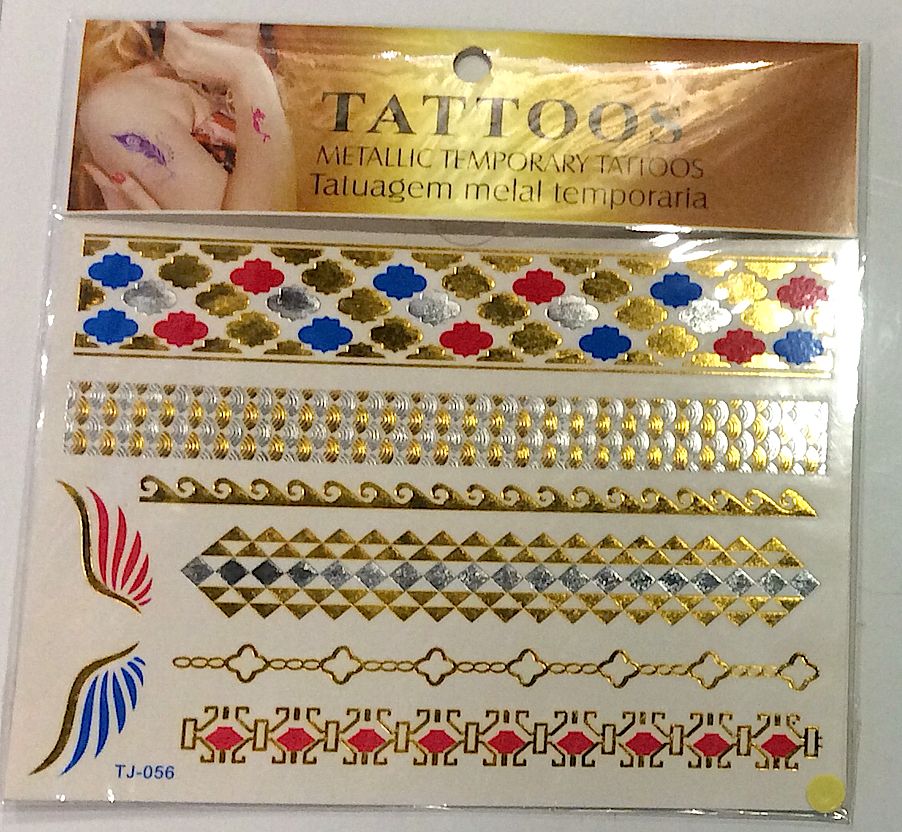 TATTOOS
METALLIC TEMPORARY TATTOOS
Tatuagem melal temporaria
TJ-056